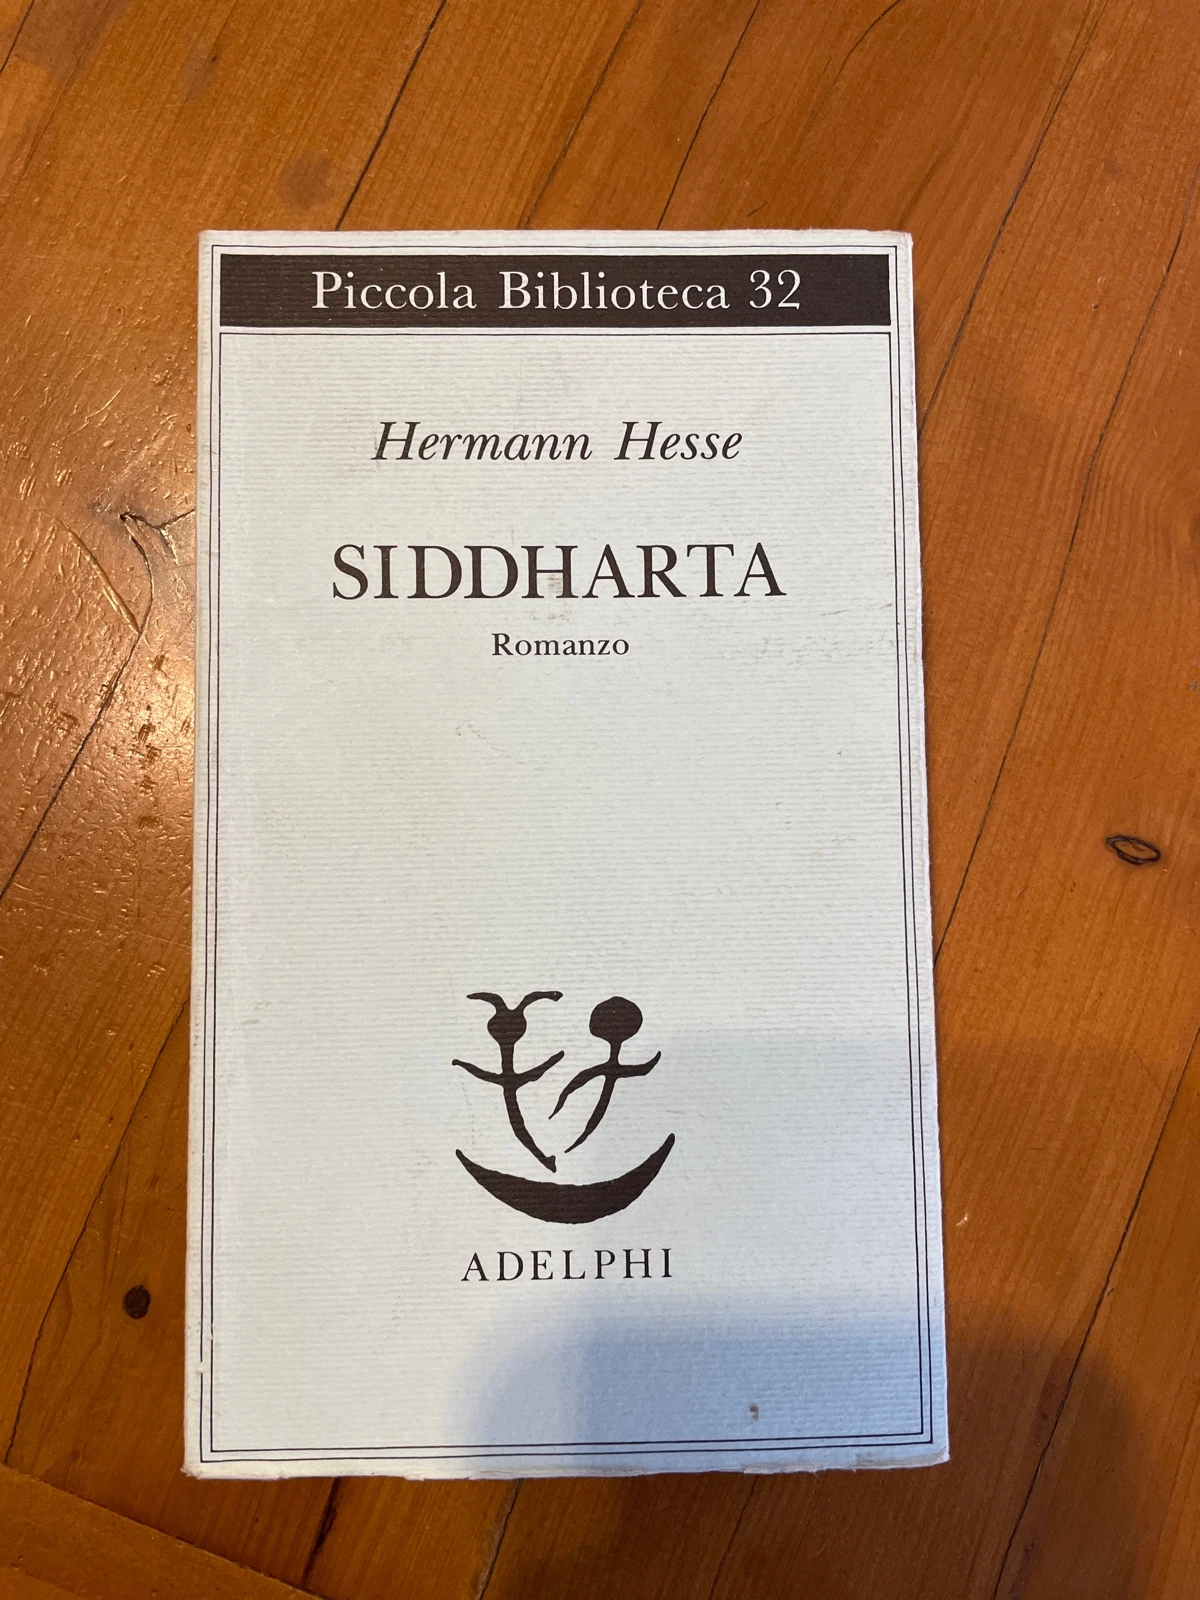 Piccola Biblioteca 32
Hermann Hesse
SIDDHARTA
Romanzo
ADELPHI